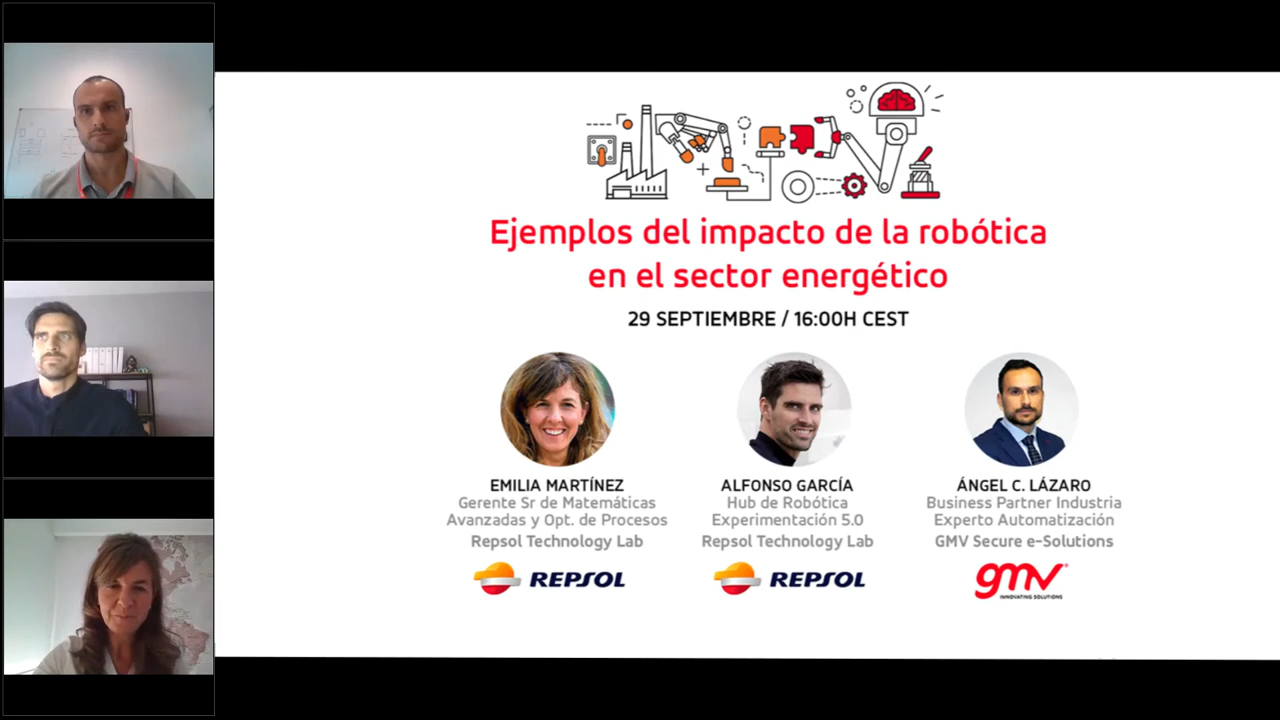 Ejemplos del impacto de la robótica
en el sector energético
29 SEPTIEMBRE / 16:00H CEST
EMILIA MARTÍNEZ
Gerente Sr de Matemáticas
Avanzadas y Opt. de Procesos
Repsol Technology Lab
REPSOL
ALFONSO GARCÍA
Hub de Robótica
Experimentación 5.0
Repsol Technology Lab
REPSOL
ÁNGEL C. LÁZARO
Business Partner Industria
Experto Automatización
GMV Secure e-Solutions
gmv®
INNOVATING SOLUTIONS